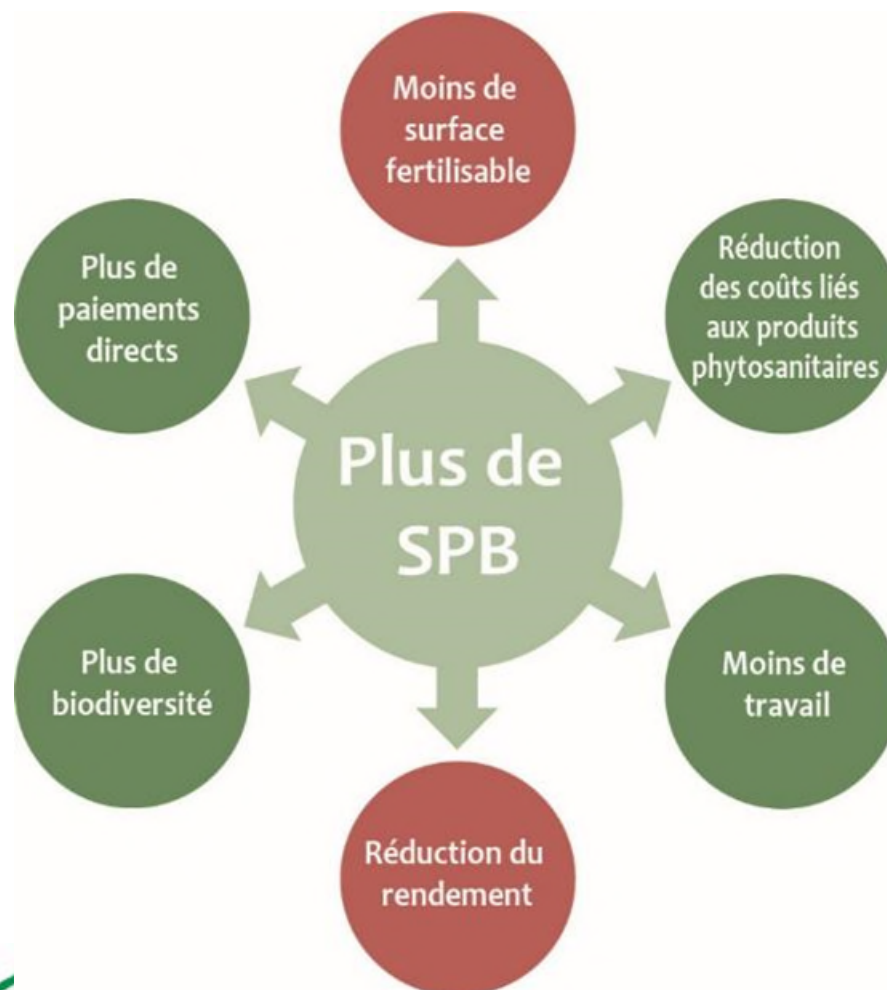 Moins de
surface
fertilisable
Plus de
paiements
directs
Réduction
des coûts liés
aux produits
phytosanitaires
Plus de
SPB
Plus de
biodiversité
Moins de
travail
Réduction du
rendement